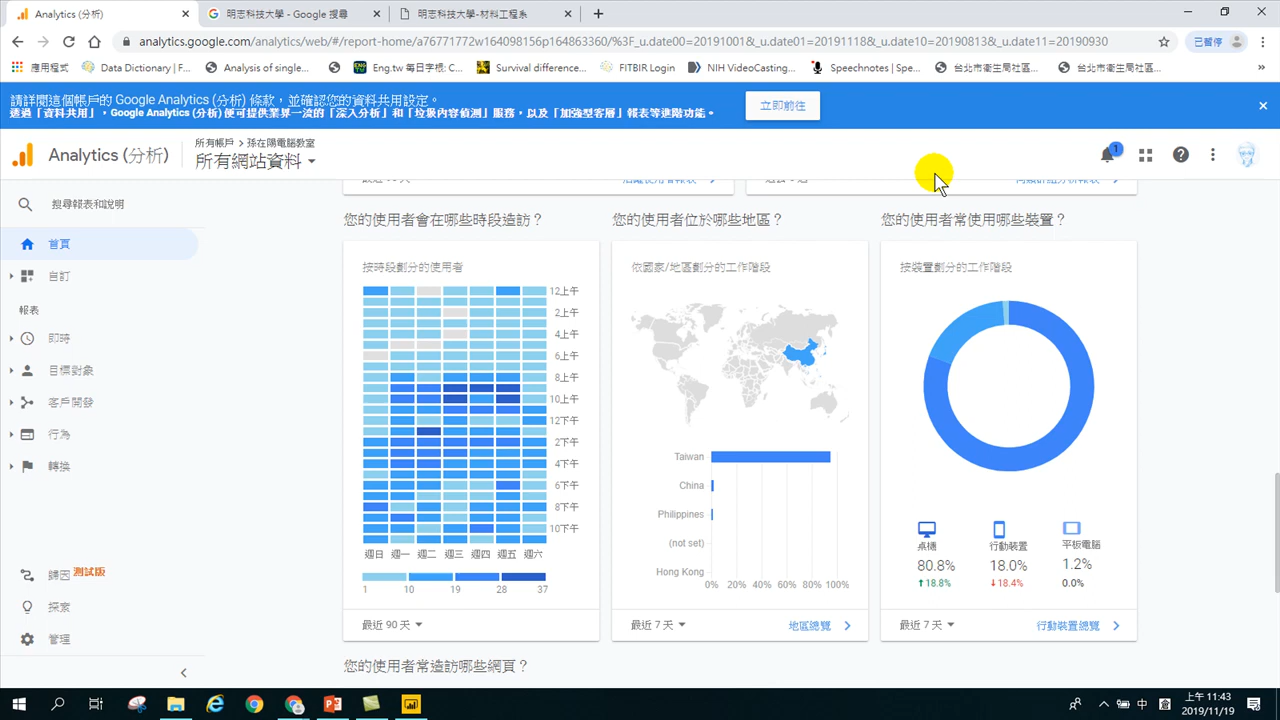 Analytics (分析)
明志科技大學 - Google 搜尋
明志科技大學-材料工程系
analytics.google.com/analytics/web/#/report-home/a76771772w164098156p164863360/%3F_u.date00=20191001&_u.date01=20191118&_u.date10=20190813&_u.date11=20190930
已暫停
應用程式
Data Dictionary | F...
Analysis of single...
Eng.tw 每日字根: C...
Survival difference...
FITBIR Login
NIH VideoCasting...
Speechnotes | Spe...
台北市衛生局社區...
台北市衛生局社區...
»
請詳閱這個帳戶的 Google Analytics (分析) 條款，並確認您的資料共用設定。
透過「資料共用」，Google Analytics (分析) 便可提供業界一流的「深入分析」和「垃圾內容偵測」服務，以及「加強型客層」報表等進階功能。
立即前往
Analytics (分析)
所有帳戶 > 孫在陽電腦教室
所有網站資料
1
搜尋報表和說明
首頁
自訂
報表
即時
目標對象
客戶開發
行為
轉換
歸因 測試版
探索
管理
您的使用者會在哪些時段造訪？
按時段劃分的使用者
12上午
2上午
4上午
6上午
8上午
10上午
12下午
2下午
4下午
6下午
8下午
10下午
週日 週一 週二 週三 週四 週五 週六
1 10 19 28 37
最近 90 天
您的使用者位於哪些地區？
依國家/地區劃分的工作階段
Taiwan
China
Philippines
(not set)
Hong Kong
0% 20% 40% 60% 80% 100%
最近 7 天
地區總覽
您的使用者常使用哪些裝置？
按裝置劃分的工作階段
桌機 行動裝置 平板電腦
80.8% 18.0% 1.2%
18.8% 18.4% 0.0%
最近 7 天
行動裝置總覽
您的使用者常造訪哪些網頁？
中
上午 11:43
2019/11/19